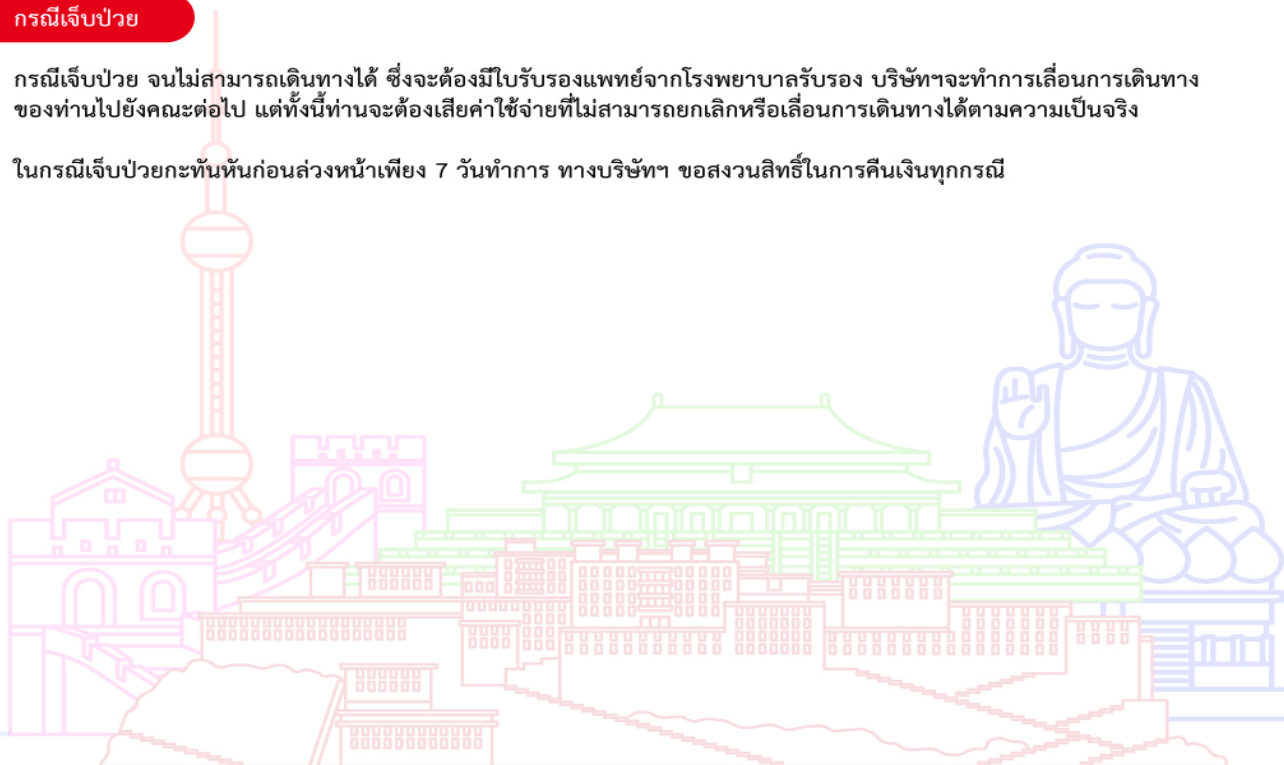 กรณีเจ็บป่วย
กรณีเจ็บป่วย จนไม่สามารถเดินทางได้ ซึ่งจะต้องมีใบรับรองแพทย์จากโรงพยาบาลรับรอง บริษัทฯจะทำการเลื่อนการเดินทาง
ของท่านไปยังคณะต่อไป แต่ทั้งนี้ท่านจะต้องเสียค่าใช้จ่ายที่ไม่สามารถยกเลิกหรือเลื่อนการเดินทางได้ตามความเป็นจริง
ในกรณีเจ็บป่วยกะทันหันก่อนล่วงหน้าเพียง 7 วันทำการ ทางบริษัทฯ ขอสงวนสิทธิ์ในการคืนเงินทุกกรณี